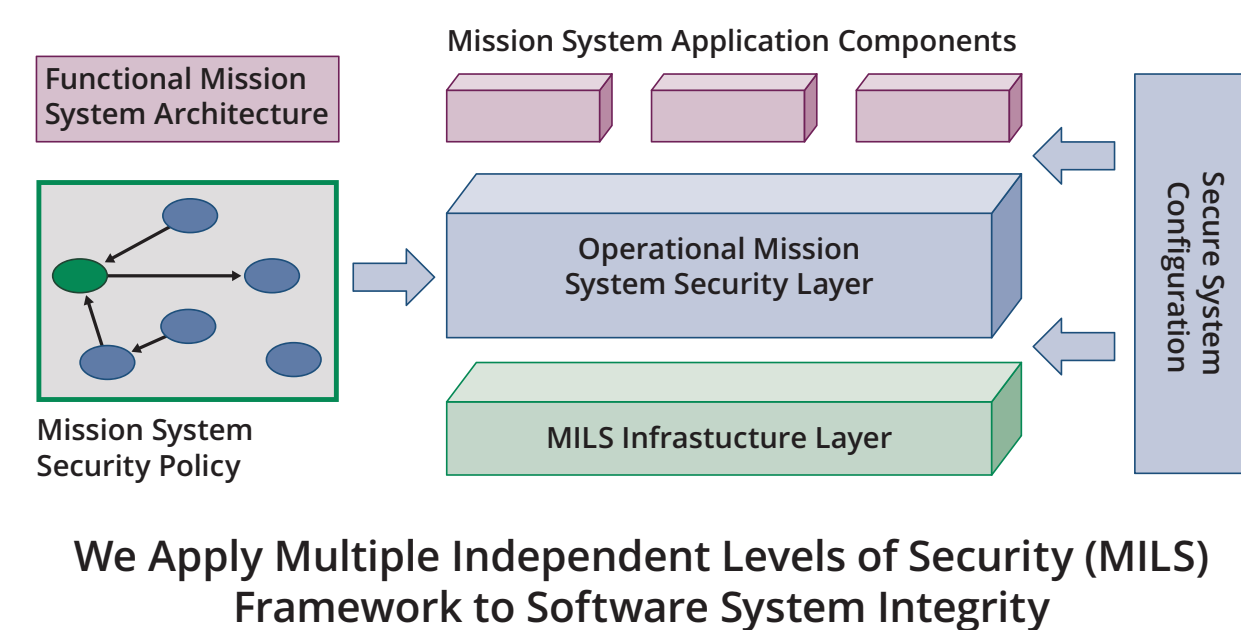 Mission System Application Components
Functional Mission
System Architecture
Operational Mission
System Security Layer
Secure System
Configuration
MILS Infrastucture Layer
Mission System
Security Policy
We Apply Multiple Independent Levels of Security (MILS)
Framework to Software System Integrity